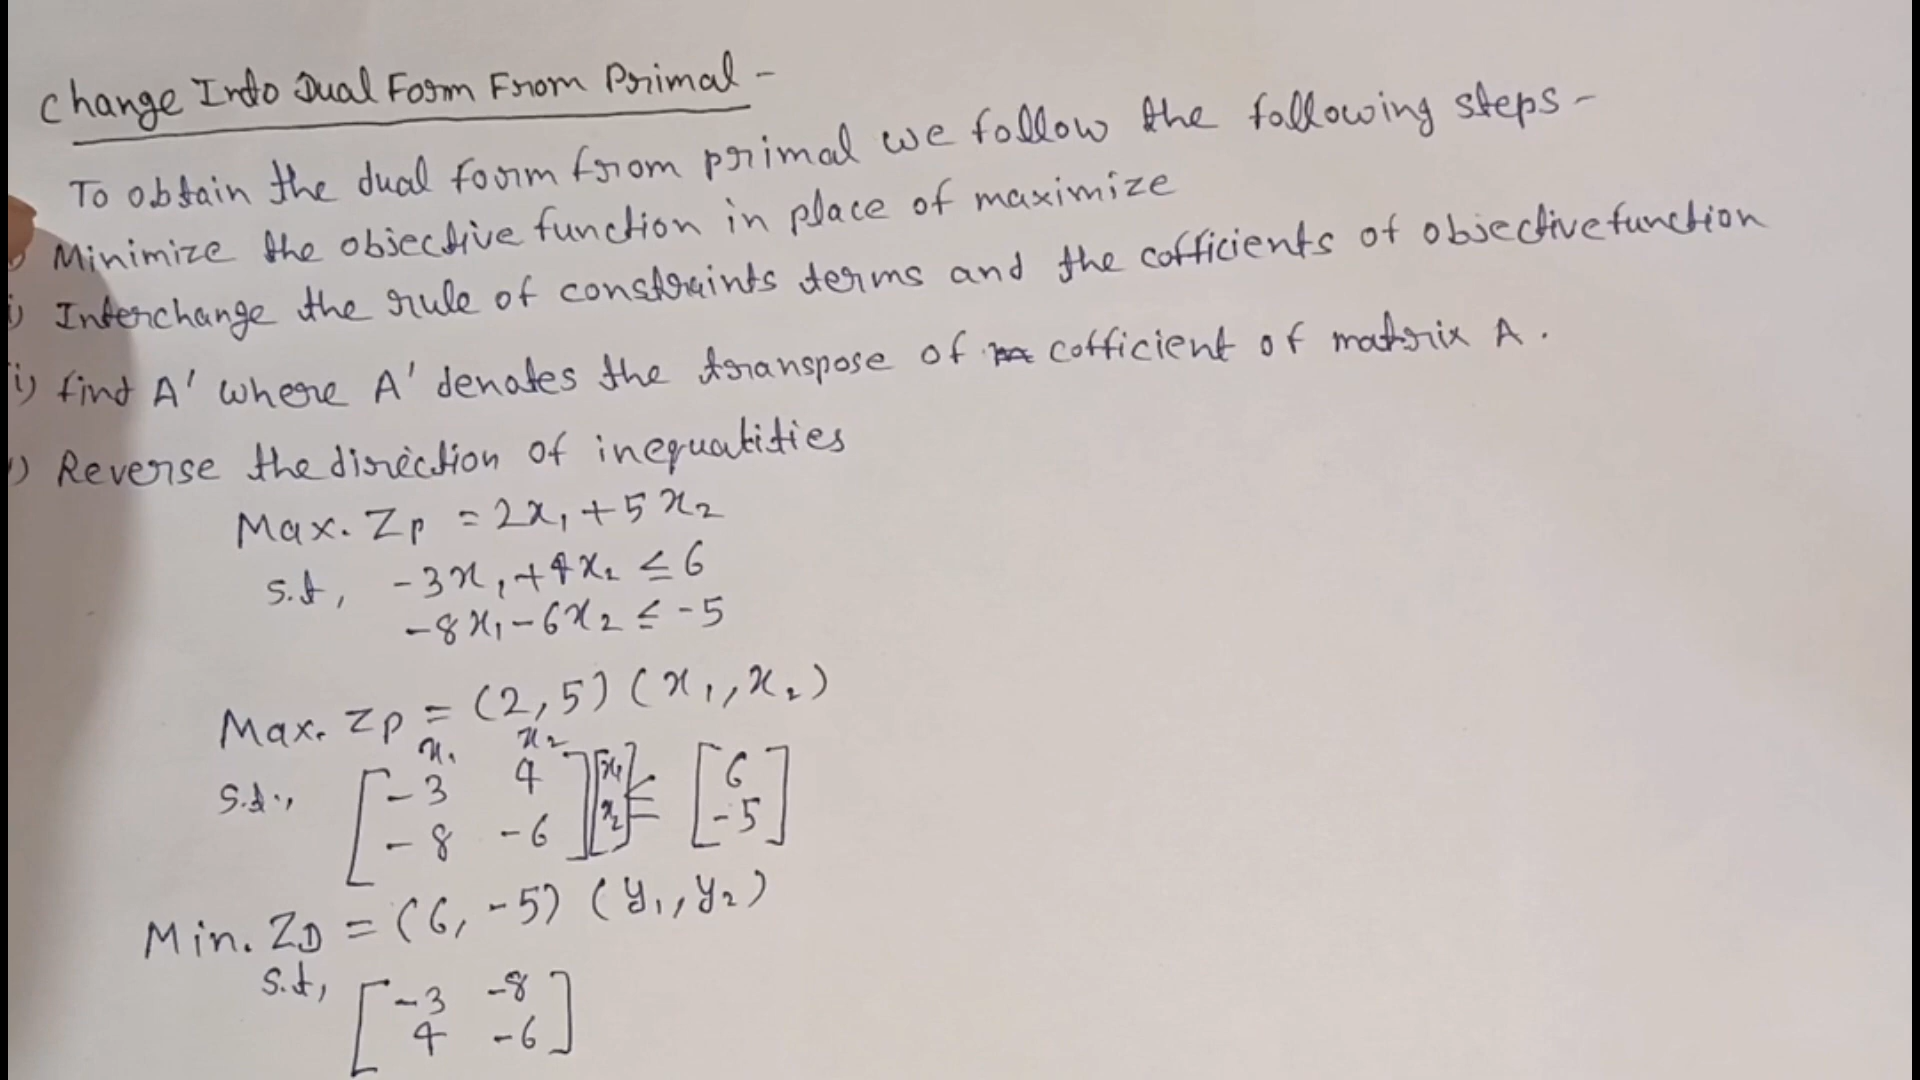 Change Into Dual Form From Primal -
To obtain the dual form from primal we follow the following steps -
Minimize the objective function in place of maximize
i) Interchange the rule of constraints terms and the cofficients of objective function
i) find A' where A' denotes the transpose of cofficient of matrix A.
) Reverse the direction of inequatities
Max. Zp = 2x₁ + 5x₂
s.t, -3x₁ + 4x₂ ≤ 6
-8x₁ - 6x₂ ≤ -5
Max. Zp = (2, 5) (x₁, x₂)
x₁ x₂
s.t., [-3 4] [x₁] ≤ [6]
[-8 -6] [x₂] [-5]
Min. Z_D = (6, -5) (y₁, y₂)
s.t, [-3 -8]
[4 -6]